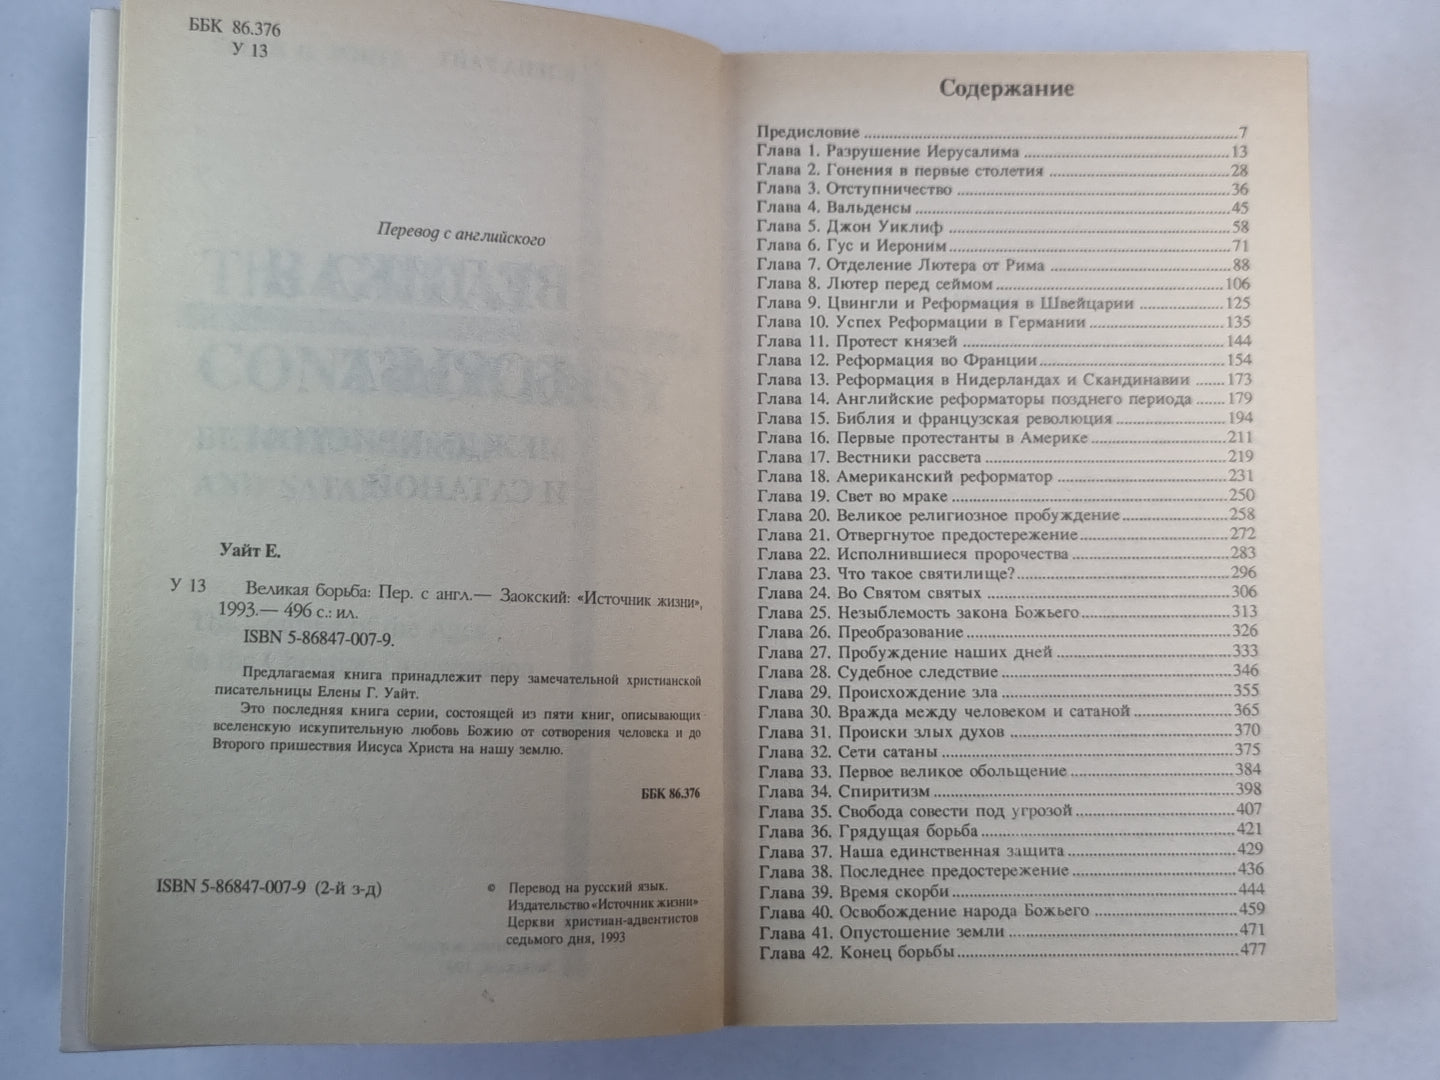 ББК 86.376
У 13
Перевод с английского
Уайт Е.
У 13 Великая борьба: Пер. с англ.— Заокский: «Источник жизни»,
1993.— 496 с.: ил.
ISBN 5-86847-007-9.
Предлагаемая книга принадлежит перу замечательной христианской
писательницы Елены Г. Уайт.
Это последняя книга серии, состоящей из пяти книг, описывающих
вселенскую искупительную любовь Божию от сотворения человека и до
Второго пришествия Иисуса Христа на нашу землю.
ББК 86.376
ISBN 5-86847-007-9 (2-й з-д)
© Перевод на русский язык.
Издательство «Источник жизни»
Церкви христиан-адвентистов
седьмого дня, 1993
Содержание
Предисловие ........ 7
Глава 1. Разрушение Иерусалима ........ 13
Глава 2. Гонения в первые столетия ........ 28
Глава 3. Отступничество ........ 36
Глава 4. Вальденсы ........ 45
Глава 5. Джон Уиклиф ........ 58
Глава 6. Гус и Иероним ........ 71
Глава 7. Отделение Лютера от Рима ........ 88
Глава 8. Лютер перед сеймом ........ 106
Глава 9. Цвингли и Реформация в Швейцарии ........ 125
Глава 10. Успех Реформации в Германии ........ 135
Глава 11. Протест князей ........ 144
Глава 12. Реформация во Франции ........ 154
Глава 13. Реформация в Нидерландах и Скандинавии ........ 173
Глава 14. Английские реформаторы позднего периода ........ 179
Глава 15. Библия и французская революция ........ 194
Глава 16. Первые протестанты в Америке ........ 211
Глава 17. Вестники рассвета ........ 219
Глава 18. Американский реформатор ........ 231
Глава 19. Свет во мраке ........ 250
Глава 20. Великое религиозное пробуждение ........ 258
Глава 21. Отвергнутое предостережение ........ 272
Глава 22. Исполнившиеся пророчества ........ 283
Глава 23. Что такое святилище? ........ 296
Глава 24. Во Святом святых ........ 306
Глава 25. Незыблемость закона Божьего ........ 313
Глава 26. Преобразование ........ 326
Глава 27. Пробуждение наших дней ........ 333
Глава 28. Судебное следствие ........ 346
Глава 29. Происхождение зла ........ 355
Глава 30. Вражда между человеком и сатаной ........ 365
Глава 31. Происки злых духов ........ 370
Глава 32. Сети сатаны ........ 375
Глава 33. Первое великое обольщение ........ 384
Глава 34. Спиритизм ........ 398
Глава 35. Свобода совести под угрозой ........ 407
Глава 36. Грядущая борьба ........ 421
Глава 37. Наша единственная защита ........ 429
Глава 38. Последнее предостережение ........ 436
Глава 39. Время скорби ........ 444
Глава 40. Освобождение народа Божьего ........ 459
Глава 41. Опустошение земли ........ 471
Глава 42. Конец борьбы ........ 477